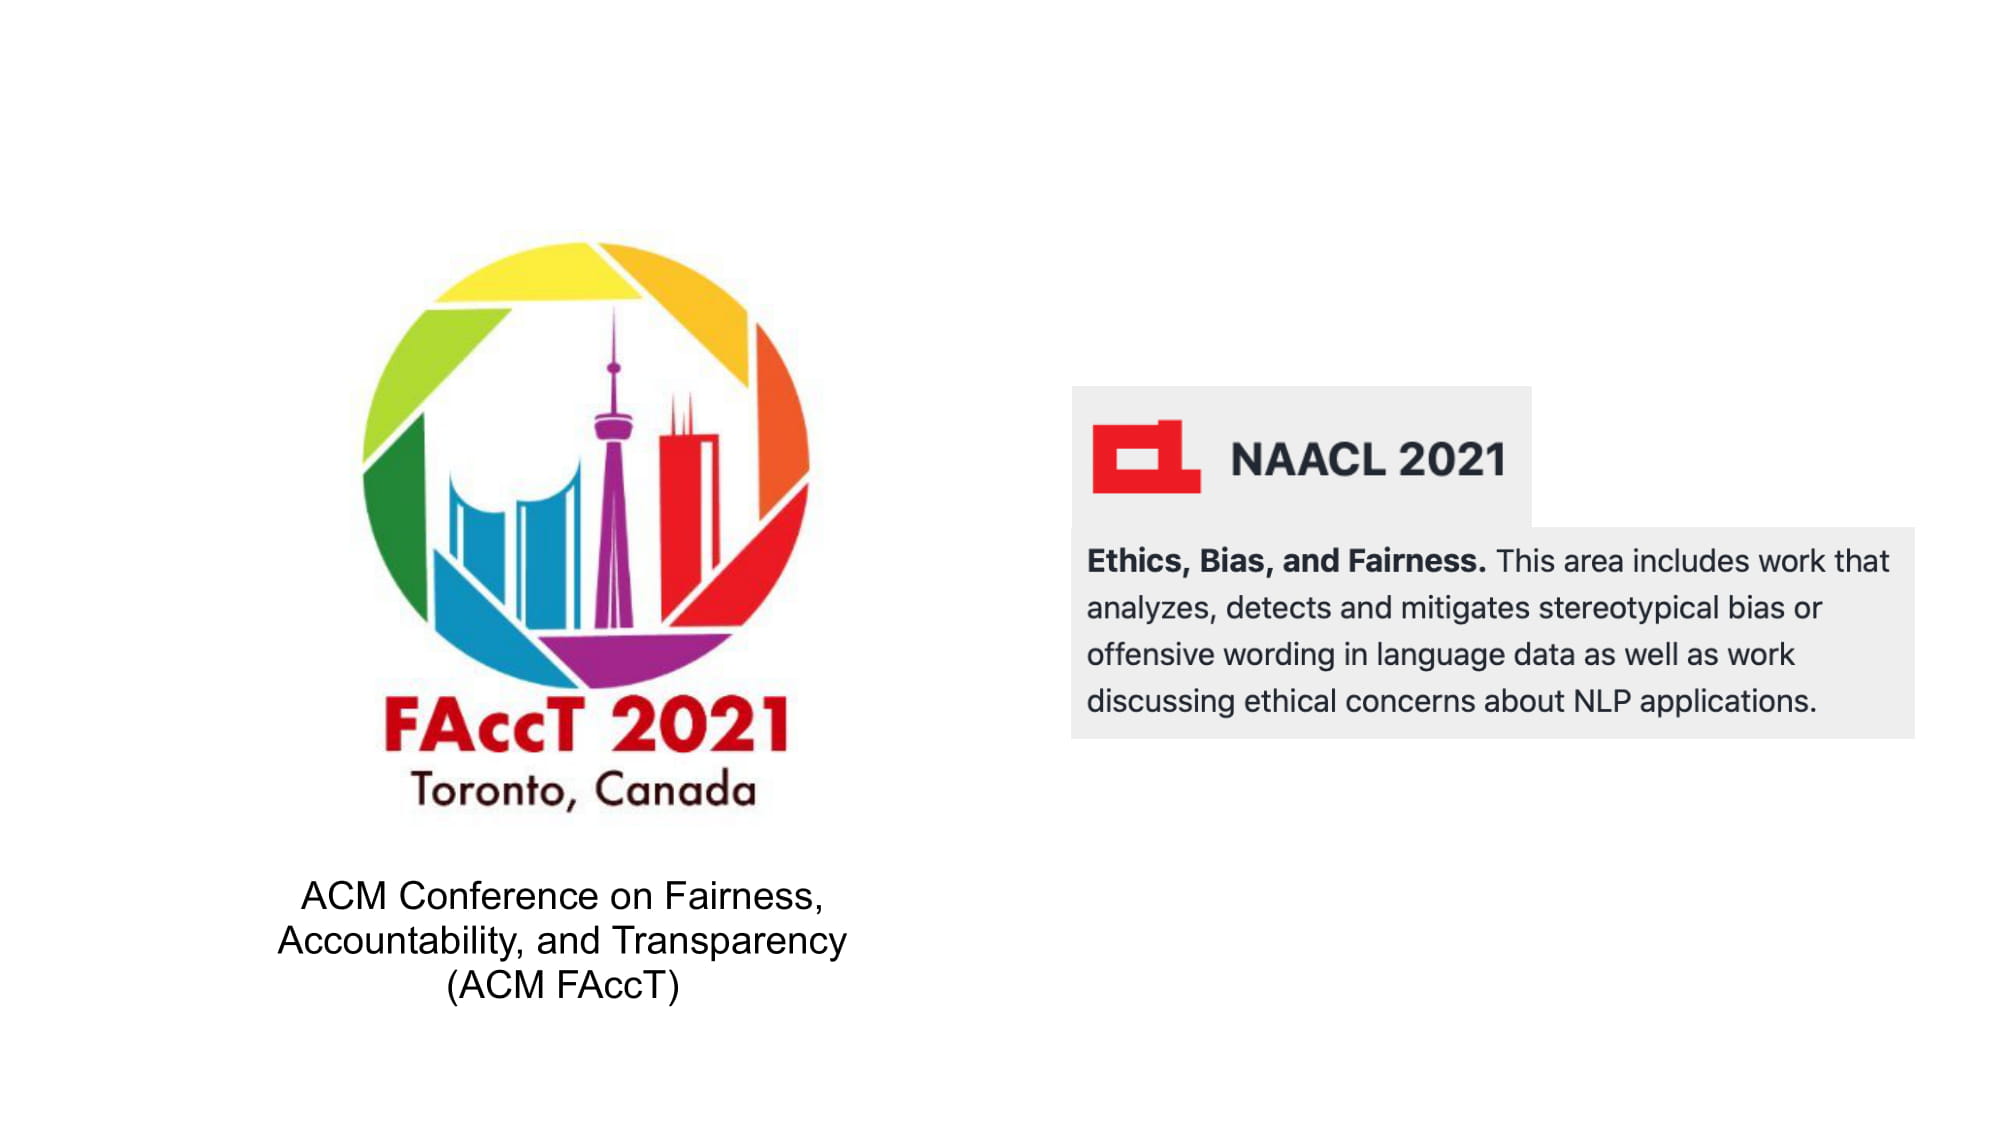 FAccT 2021
Toronto, Canada
ACM Conference on Fairness,
Accountability, and Transparency
(ACM FAccT)
NAACL 2021
Ethics, Bias, and Fairness. This area includes work that
analyzes, detects and mitigates stereotypical bias or
offensive wording in language data as well as work
discussing ethical concerns about NLP applications.